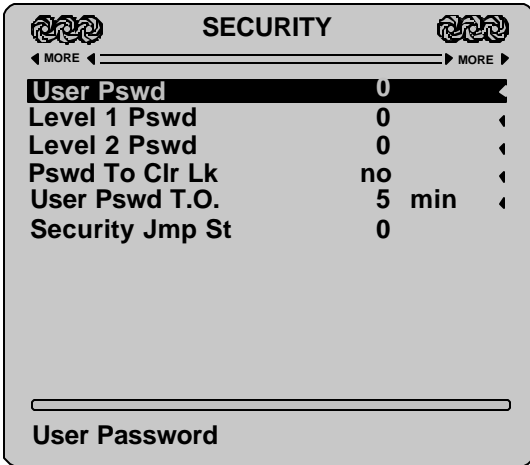 SECURITY
MORE MORE
User Pswd 0
Level 1 Pswd 0
Level 2 Pswd 0
Pswd To Clr Lk no
User Pswd T.O. 5 min
Security Jmp St 0
User Password